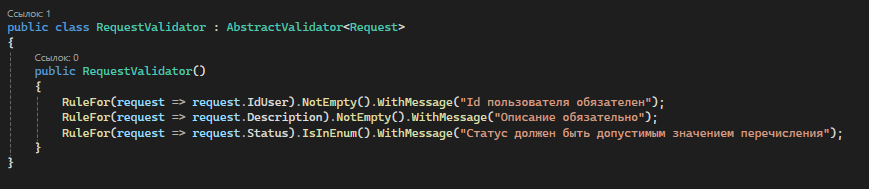 Ссылок: 1
public class RequestValidator : AbstractValidator<Request>
{
Ссылок: 0
public RequestValidator()
{
RuleFor(request => request.IdUser).NotEmpty().WithMessage("Id пользователя обязателен");
RuleFor(request => request.Description).NotEmpty().WithMessage("Описание обязательно");
RuleFor(request => request.Status).IsInEnum().WithMessage("Статус должен быть допустимым значением перечисления");
}
}